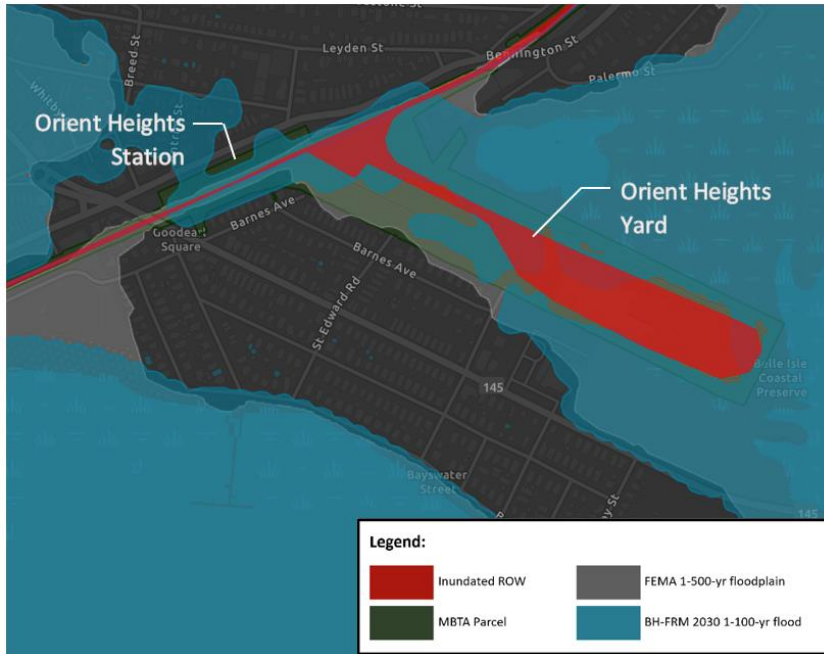 Leyden St
Breed St
Bennington St
Palermo St
Orient Heights
Station
Orient Heights
Yard
Barnes Ave
Square
Barnes Ave
St Edward Rd
145
Belle Isle
Coastal
Preserve
Bayswater
Street
145
Legend:
Inundated ROW
FEMA 1-500-yr floodplain
MBTA Parcel
BH-FRM 2030 1-100-yr flood